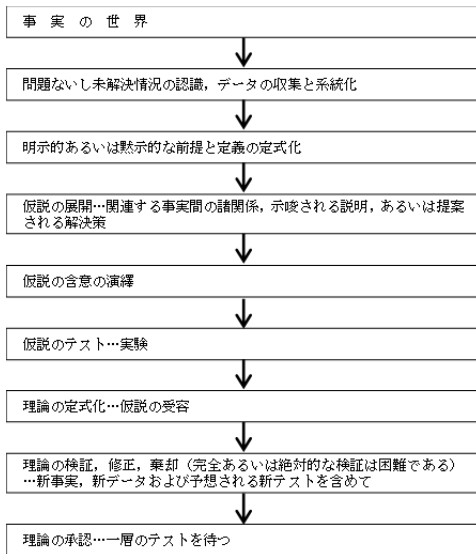 事 実 の 世 界
問題ないし未解決情況の認識，データの収集と系統化
明示的あるいは黙示的な前提と定義の定式化
仮説の展開…関連する事実間の諸関係，示唆される説明，あるいは提案
される解決策
仮説の含意の演繹
仮説のテスト…実験
理論の定式化…仮説の受容
理論の検証，修正，棄却（完全あるいは絶対的な検証は困難である）
…新事実，新データおよび予想される新テストを含めて
理論の承認…一層のテストを待つ